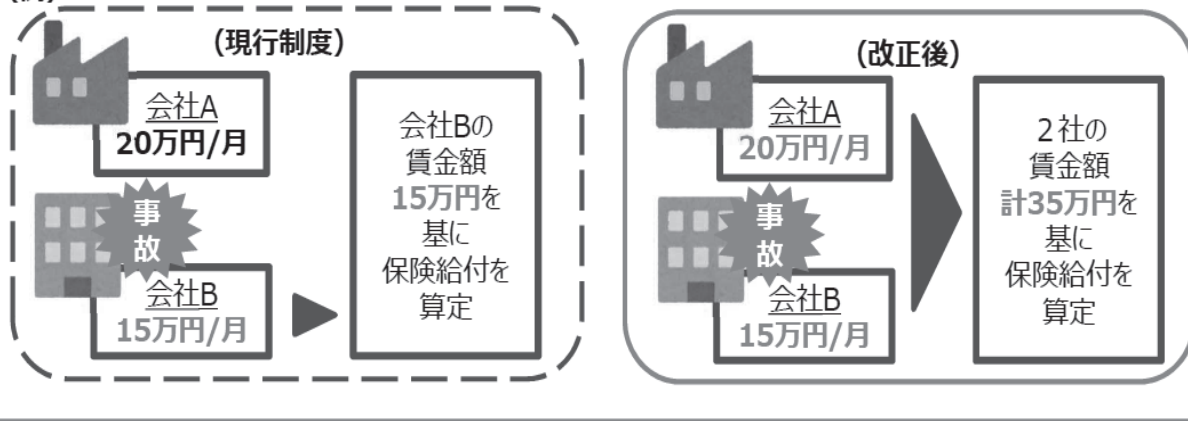 （現行制度）
会社A
20万円/月
事
故
会社B
15万円/月
会社Bの
賃金額
15万円を
基に
保険給付を
算定
（改正後）
会社A
20万円/月
事
故
会社B
15万円/月
２社の
賃金額
計35万円を
基に
保険給付を
算定